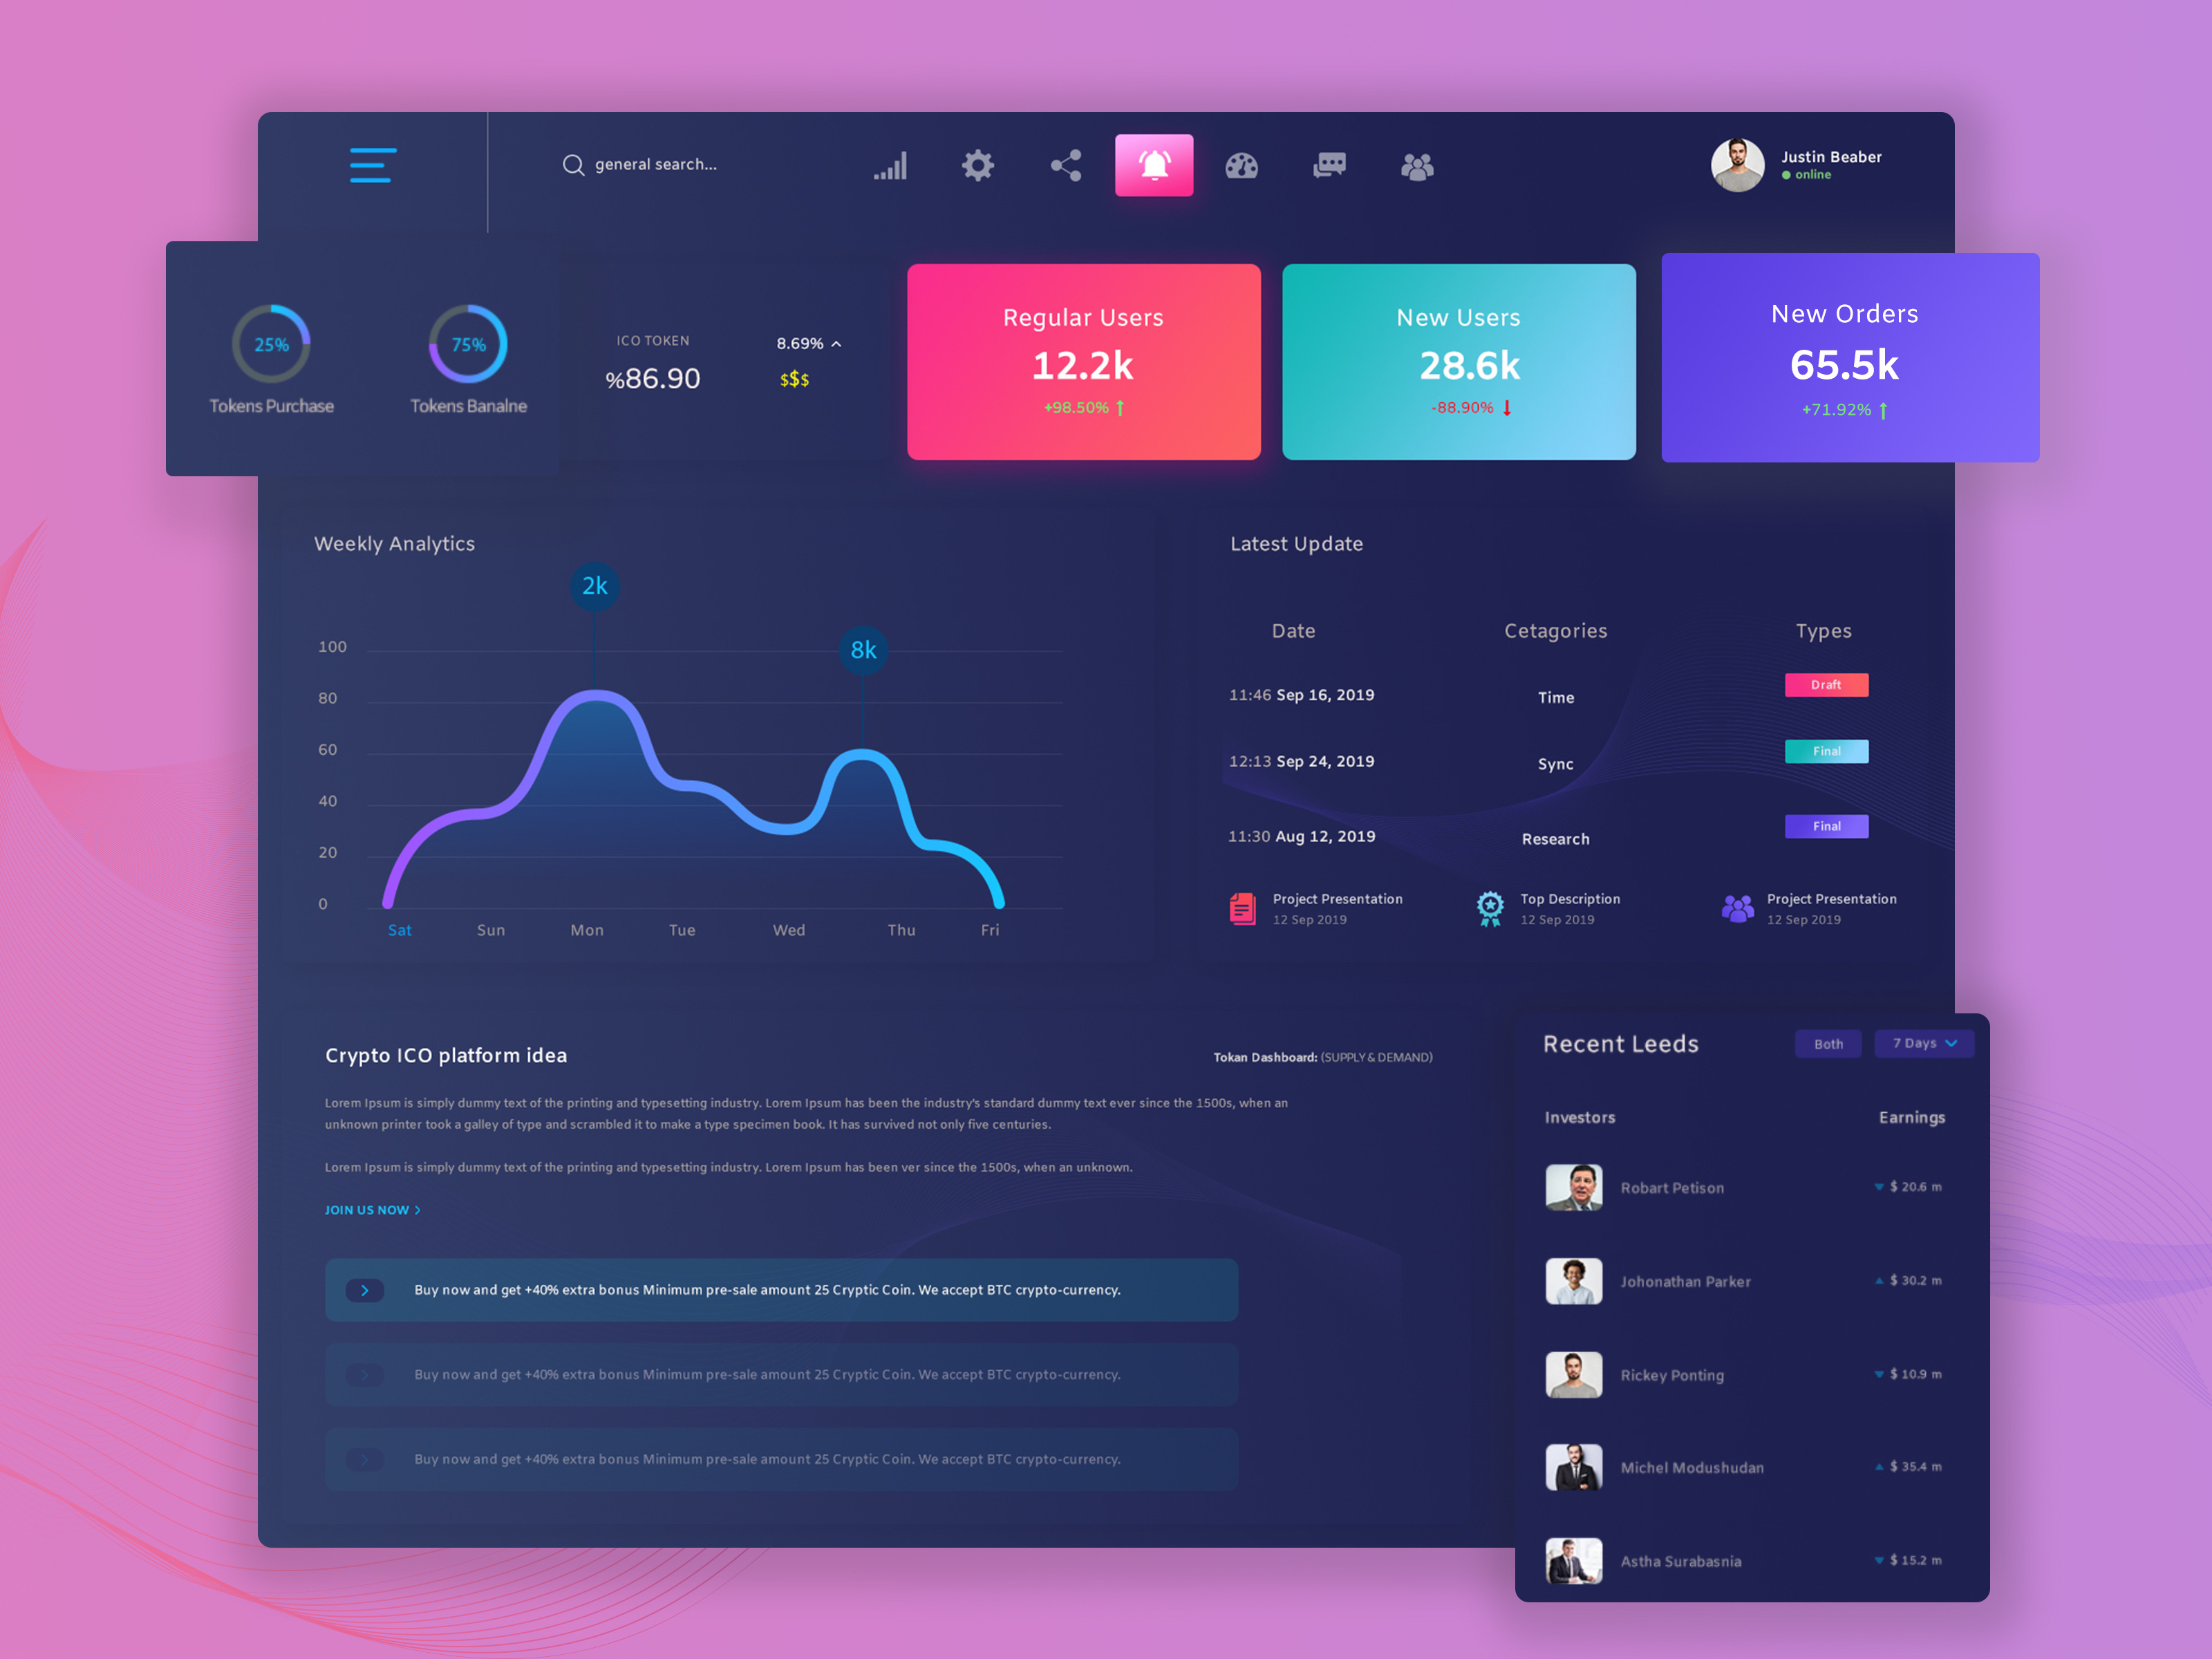 general search...
Justin Beaber
online
25%
Tokens Purchase
75%
Tokens Banalne
ICO TOKEN
%86.90
8.69%
$$$
Regular Users
12.2k
+98.50%
New Users
28.6k
-88.90%
New Orders
65.5k
+71.92%
Weekly Analytics
2k
8k
100
80
60
40
20
0
Sat Sun Mon Tue Wed Thu Fri
Latest Update
Date Cetagories Types
11:46 Sep 16, 2019 Time Draft
12:13 Sep 24, 2019 Sync Final
11:30 Aug 12, 2019 Research Final
Project Presentation
12 Sep 2019
Top Description
12 Sep 2019
Project Presentation
12 Sep 2019
Crypto ICO platform idea
Tokan Dashboard: (SUPPLY & DEMAND)
Lorem Ipsum is simply dummy text of the printing and typesetting industry. Lorem Ipsum has been the industry's standard dummy text ever since the 1500s, when an
unknown printer took a galley of type and scrambled it to make a type specimen book. It has survived not only five centuries.
Lorem Ipsum is simply dummy text of the printing and typesetting industry. Lorem Ipsum has been ver since the 1500s, when an unknown.
JOIN US NOW >
Buy now and get +40% extra bonus Minimum pre-sale amount 25 Cryptic Coin. We accept BTC crypto-currency.
Buy now and get +40% extra bonus Minimum pre-sale amount 25 Cryptic Coin. We accept BTC crypto-currency.
Buy now and get +40% extra bonus Minimum pre-sale amount 25 Cryptic Coin. We accept BTC crypto-currency.
Recent Leeds
Both
7 Days
Investors Earnings
Robart Petison $ 20.6 m
Johonathan Parker $ 30.2 m
Rickey Ponting $ 10.9 m
Michel Modushudan $ 35.4 m
Astha Surabasnia $ 15.2 m